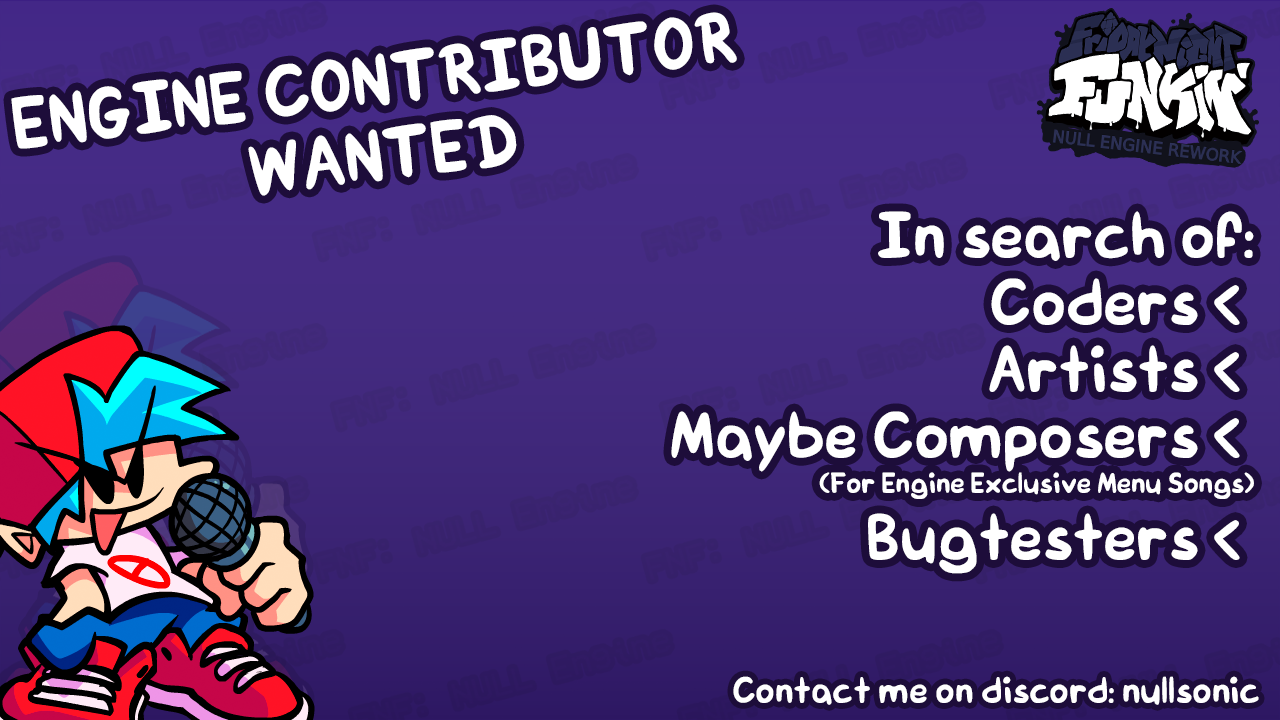 ENGINE CONTRIBUTOR
WANTED
FRiDAY NiGHT
FUNKiN'
NULL ENGINE REWORK
In search of:
Coders <
Artists <
Maybe Composers <
(For Engine Exclusive Menu Songs)
Bugtesters <
Contact me on discord: nullsonic